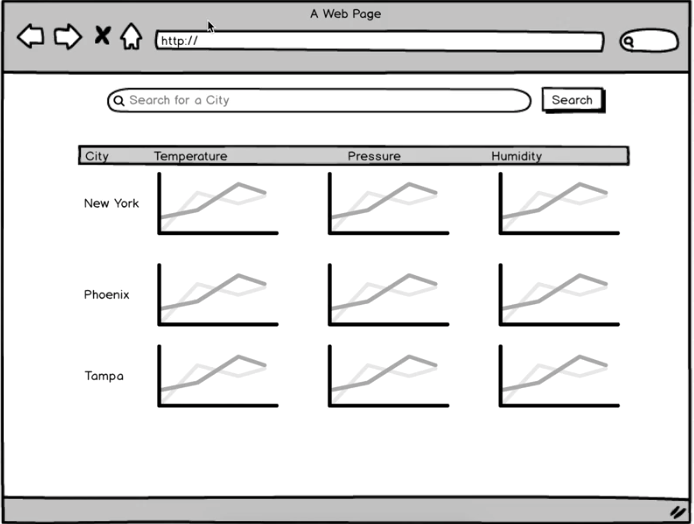 A Web Page
http://
Search for a City
Search
City Temperature Pressure Humidity
New York
Phoenix
Tampa